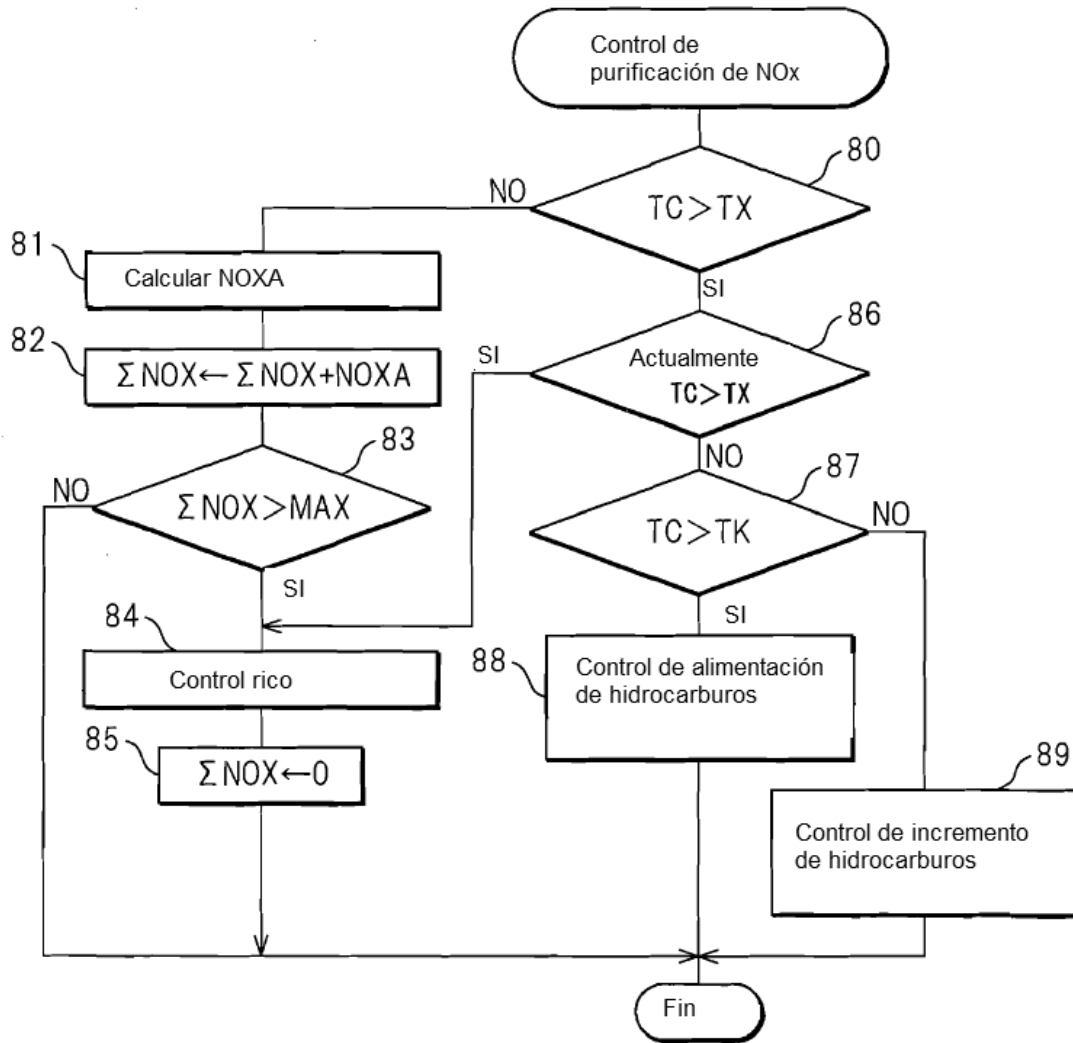 Control de
purificación de NOx
80
NO
TC>TX
SI
81
Calcular NOXA
82
ΣNOX←ΣNOX+NOXA
83
NO
ΣNOX>MAX
SI
84
Control rico
85
ΣNOX←0
86
SI
Actualmente
TC>TX
NO
87
TC>TK
NO
SI
88
Control de alimentación
de hidrocarburos
89
Control de incremento
de hidrocarburos
Fin